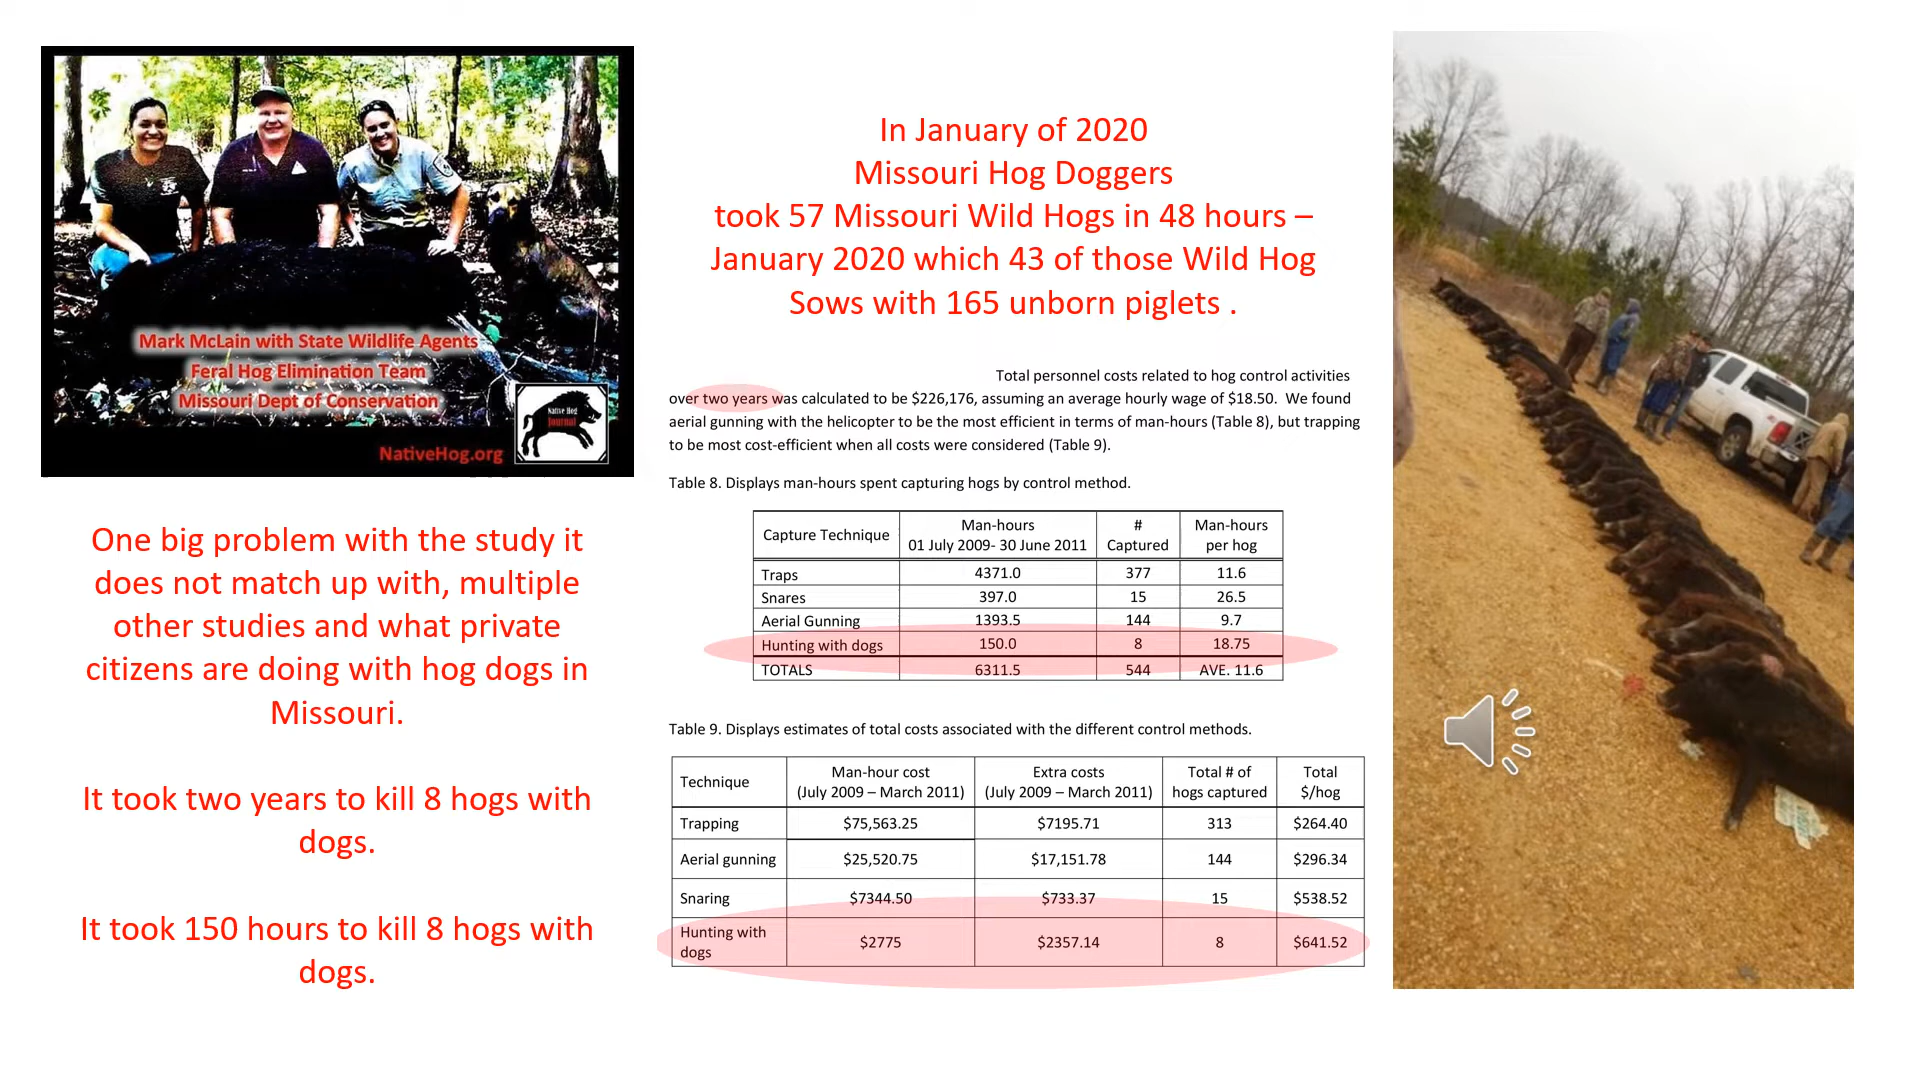 Mark McLain with State Wildlife Agents
Feral Hog Elimination Team
Missouri Dept of Conservation
NativeHog.org
Native Hog
Journal
One big problem with the study it
does not match up with, multiple
other studies and what private
citizens are doing with hog dogs in
Missouri.
It took two years to kill 8 hogs with
dogs.
It took 150 hours to kill 8 hogs with
dogs.
In January of 2020
Missouri Hog Doggers
took 57 Missouri Wild Hogs in 48 hours –
January 2020 which 43 of those Wild Hog
Sows with 165 unborn piglets .
Total personnel costs related to hog control activities
over two years was calculated to be $226,176, assuming an average hourly wage of $18.50. We found
aerial gunning with the helicopter to be the most efficient in terms of man-hours (Table 8), but trapping
to be most cost-efficient when all costs were considered (Table 9).
Table 8. Displays man-hours spent capturing hogs by control method.
Capture Technique Man-hours 01 July 2009- 30 June 2011 # Captured Man-hours per hog
Traps 4371.0 377 11.6
Snares 397.0 15 26.5
Aerial Gunning 1393.5 144 9.7
Hunting with dogs 150.0 8 18.75
TOTALS 6311.5 544 AVE. 11.6
Table 9. Displays estimates of total costs associated with the different control methods.
Technique Man-hour cost (July 2009 – March 2011) Extra costs (July 2009 – March 2011) Total # of hogs captured Total $/hog
Trapping $75,563.25 $7195.71 313 $264.40
Aerial gunning $25,520.75 $17,151.78 144 $296.34
Snaring $7344.50 $733.37 15 $538.52
Hunting with dogs $2775 $2357.14 8 $641.52